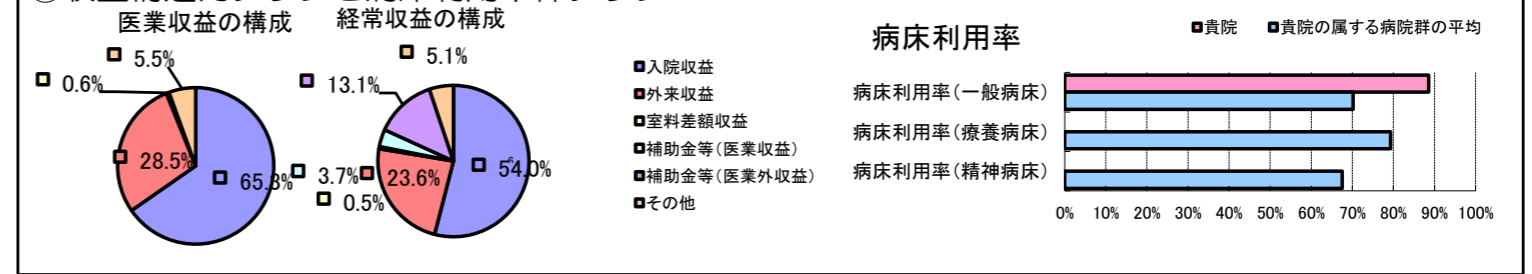 医業収益の構成
経常収益の構成
5.5%
0.6%
28.5%
65.3%
5.1%
13.1%
3.7%
0.5%
23.6%
54.0%
入院収益
外来収益
室料差額収益
補助金等(医業収益)
補助金等(医業外収益)
その他
病床利用率
貴院
貴院の属する病院群の平均
病床利用率(一般病床)
病床利用率(療養病床)
病床利用率(精神病床)
0% 10% 20% 30% 40% 50% 60% 70% 80% 90% 100%